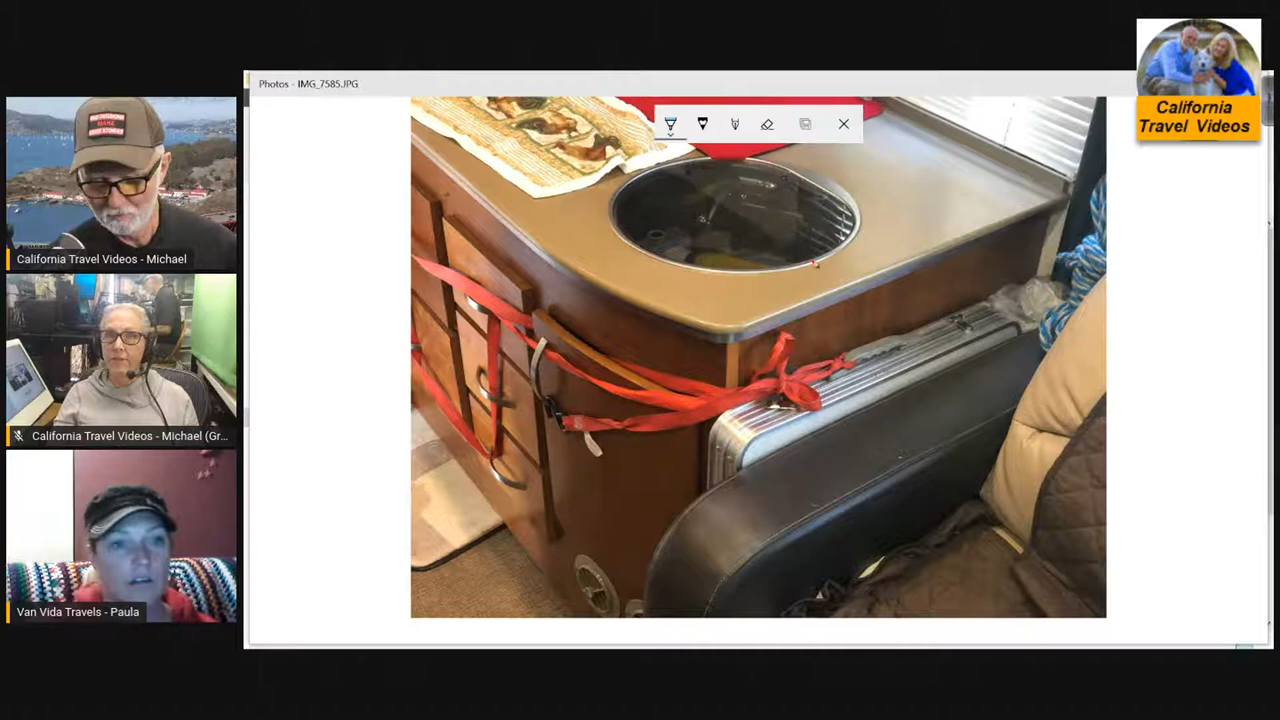 Photos - IMG_7585.JPG
California
Travel Videos
California Travel Videos - Michael
California Travel Videos - Michael (Gr...
Van Vida Travels - Paula